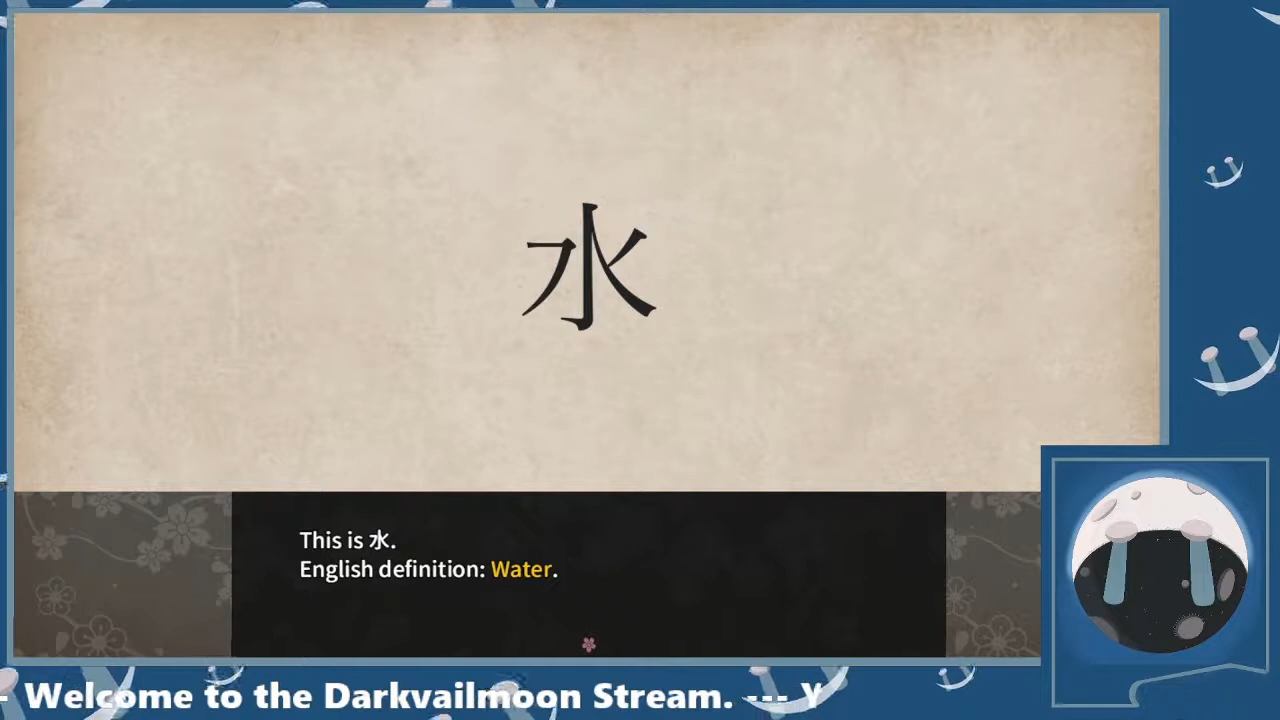 水
This is 水.
English definition: Water.
- Welcome to the Darkvailmoon Stream. --- Y